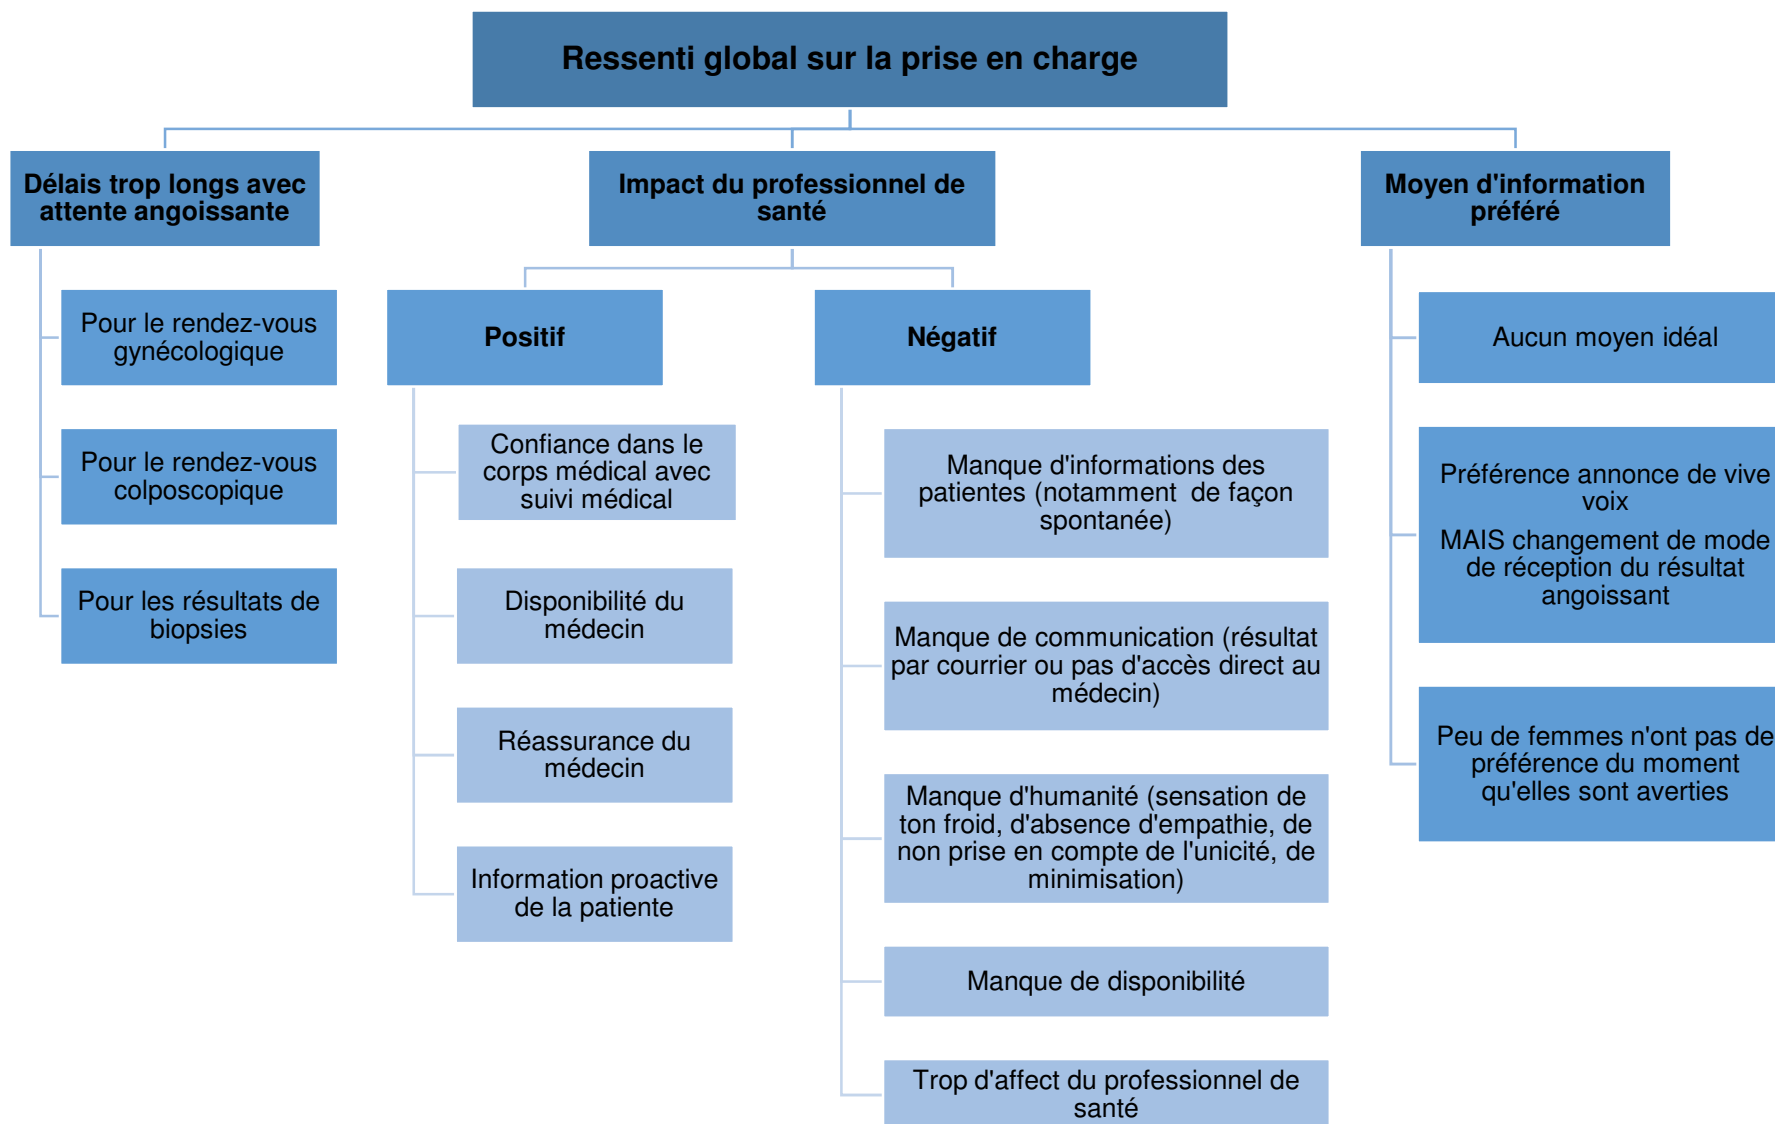 Ressenti global sur la prise en charge
Délais trop longs avec
attente angoissante
Pour le rendez-vous
gynécologique
Pour le rendez-vous
colposcopique
Pour les résultats de
biopsies
Impact du professionnel de
santé
Positif
Confiance dans le
corps médical avec
suivi médical
Disponibilité du
médecin
Réassurance du
médecin
Information proactive
de la patiente
Négatif
Manque d'informations des
patientes (notamment  de façon
spontanée)
Manque de communication (résultat
par courrier ou pas d'accès direct au
médecin)
Manque d'humanité (sensation de
ton froid, d'absence d'empathie, de
non prise en compte de l'unicité, de
minimisation)
Manque de disponibilité
Trop d'affect du professionnel de
santé
Moyen d'information
préféré
Aucun moyen idéal
Préférence annonce de vive
voix
MAIS changement de mode
de réception du résultat
angoissant
Peu de femmes n'ont pas de
préférence du moment
qu'elles sont averties